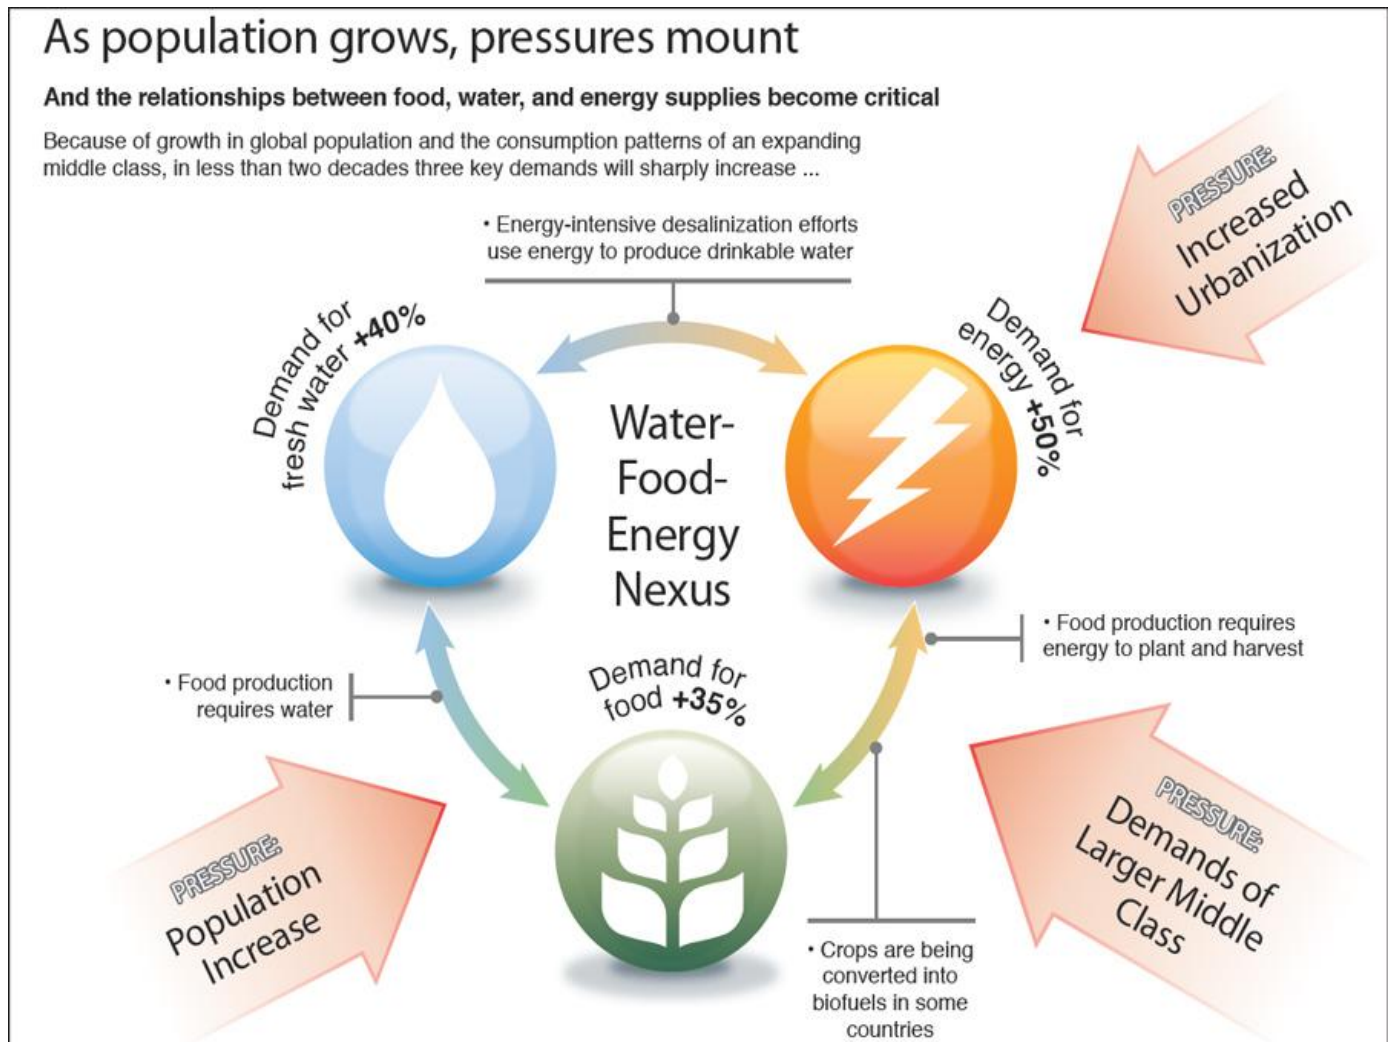 As population grows, pressures mount
And the relationships between food, water, and energy supplies become critical
Because of growth in global population and the consumption patterns of an expanding
middle class, in less than two decades three key demands will sharply increase ...
• Energy-intensive desalinization efforts
use energy to produce drinkable water
PRESSURE:
Increased
Urbanization
Demand for
fresh water +40%
Demand for
energy +50%
Water-
Food-
Energy
Nexus
• Food production requires
energy to plant and harvest
• Food production
requires water
Demand for
food +35%
PRESSURE:
Population
Increase
PRESSURE:
Demands of
Larger Middle
Class
• Crops are being
converted into
biofuels in some
countries